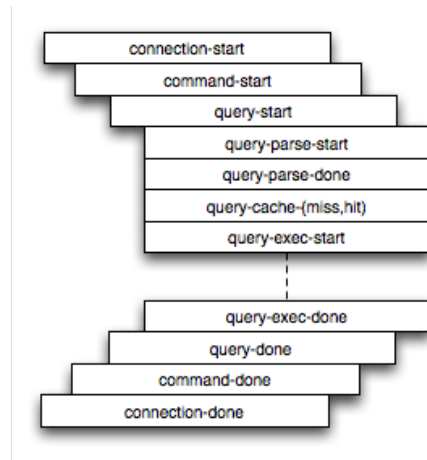 connection-start
command-start
query-start
query-parse-start
query-parse-done
query-cache-(miss,hit)
query-exec-start
query-exec-done
query-done
command-done
connection-done